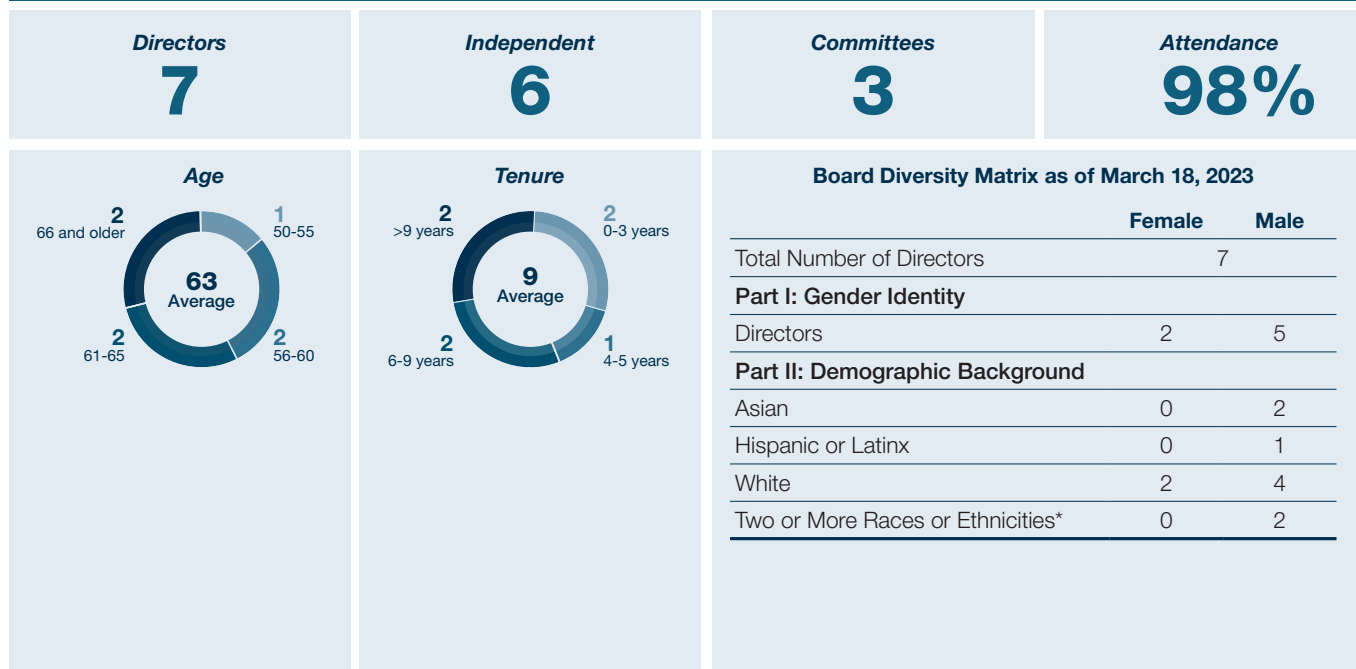 Directors
7
Independent
6
Committees
3
Attendance
98%
Age
2
66 and older
1
50-55
63
Average
2
61-65
2
56-60
Tenure
2
>9 years
2
0-3 years
9
Average
2
6-9 years
1
4-5 years
Board Diversity Matrix as of March 18, 2023
Female Male
Total Number of Directors 7
Part I: Gender Identity
Directors 2 5
Part II: Demographic Background
Asian 0 2
Hispanic or Latinx 0 1
White 2 4
Two or More Races or Ethnicities* 0 2